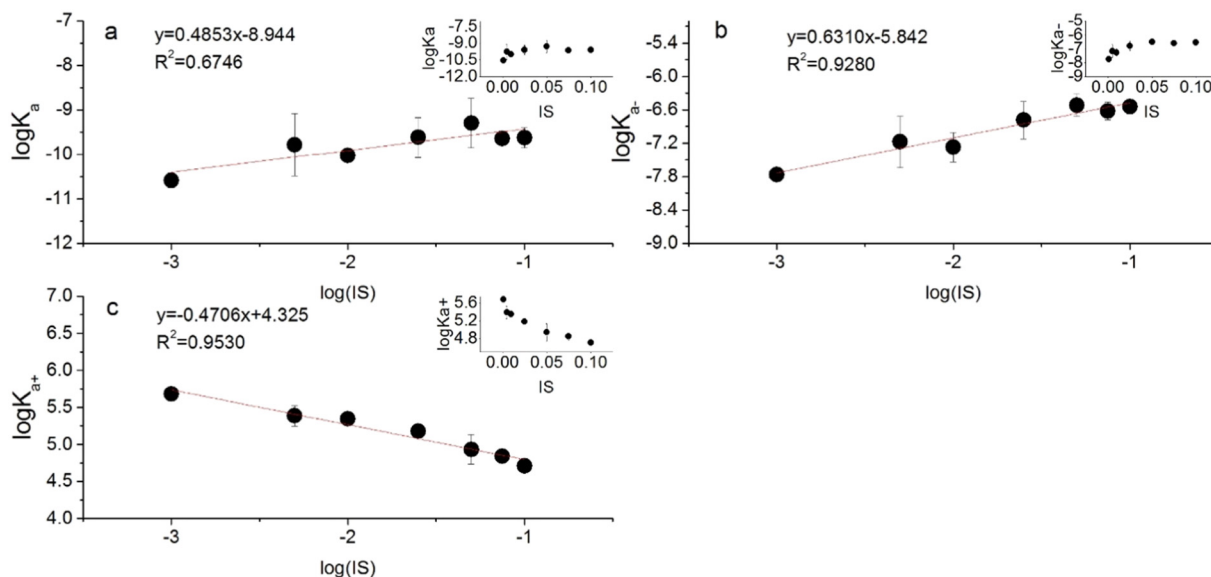 a
y=0.4853x-8.944
R²=0.6746
logKₐ
-7
-8
-9
-10
-11
-12
-3
-2
-1
log(IS)
logKa
-7.5
-9.0
-10.5
-12.0
0.00 0.05 0.10
IS
b
y=0.6310x-5.842
R²=0.9280
logKₐ₋
-5.4
-6.0
-6.6
-7.2
-7.8
-8.4
-9.0
-3
-2
-1
log(IS)
logKa-
-5
-6
-7
-8
-9
0.00 0.05 0.10
IS
c
y=-0.4706x+4.325
R²=0.9530
logKₐ₊
7.0
6.5
6.0
5.5
5.0
4.5
4.0
-3
-2
-1
log(IS)
logKa+
5.6
5.2
4.8
0.00 0.05 0.10
IS